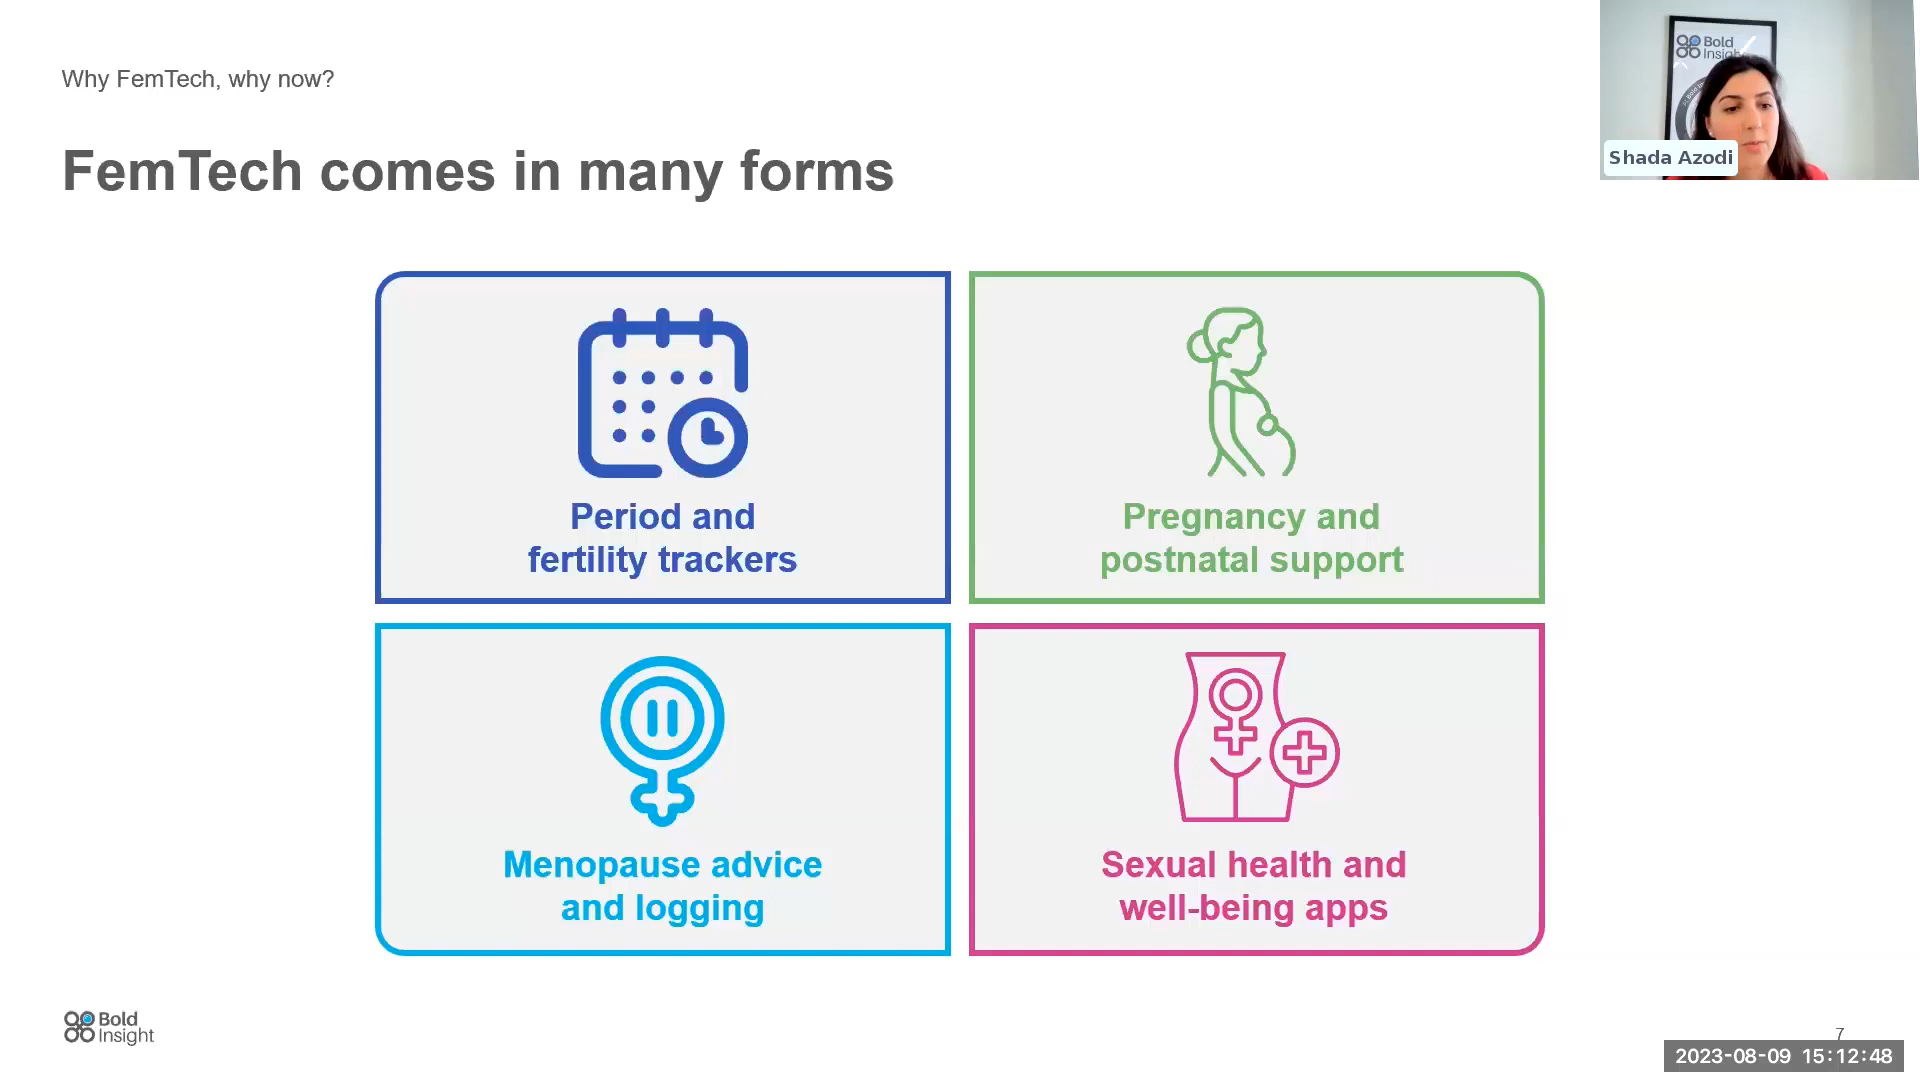 Why FemTech, why now?
FemTech comes in many forms
Bold
Insight
Shada Azodi
Period and
fertility trackers
Pregnancy and
postnatal support
Menopause advice
and logging
Sexual health and
well-being apps
Bold
Insight
7
2023-08-09 15:12:48